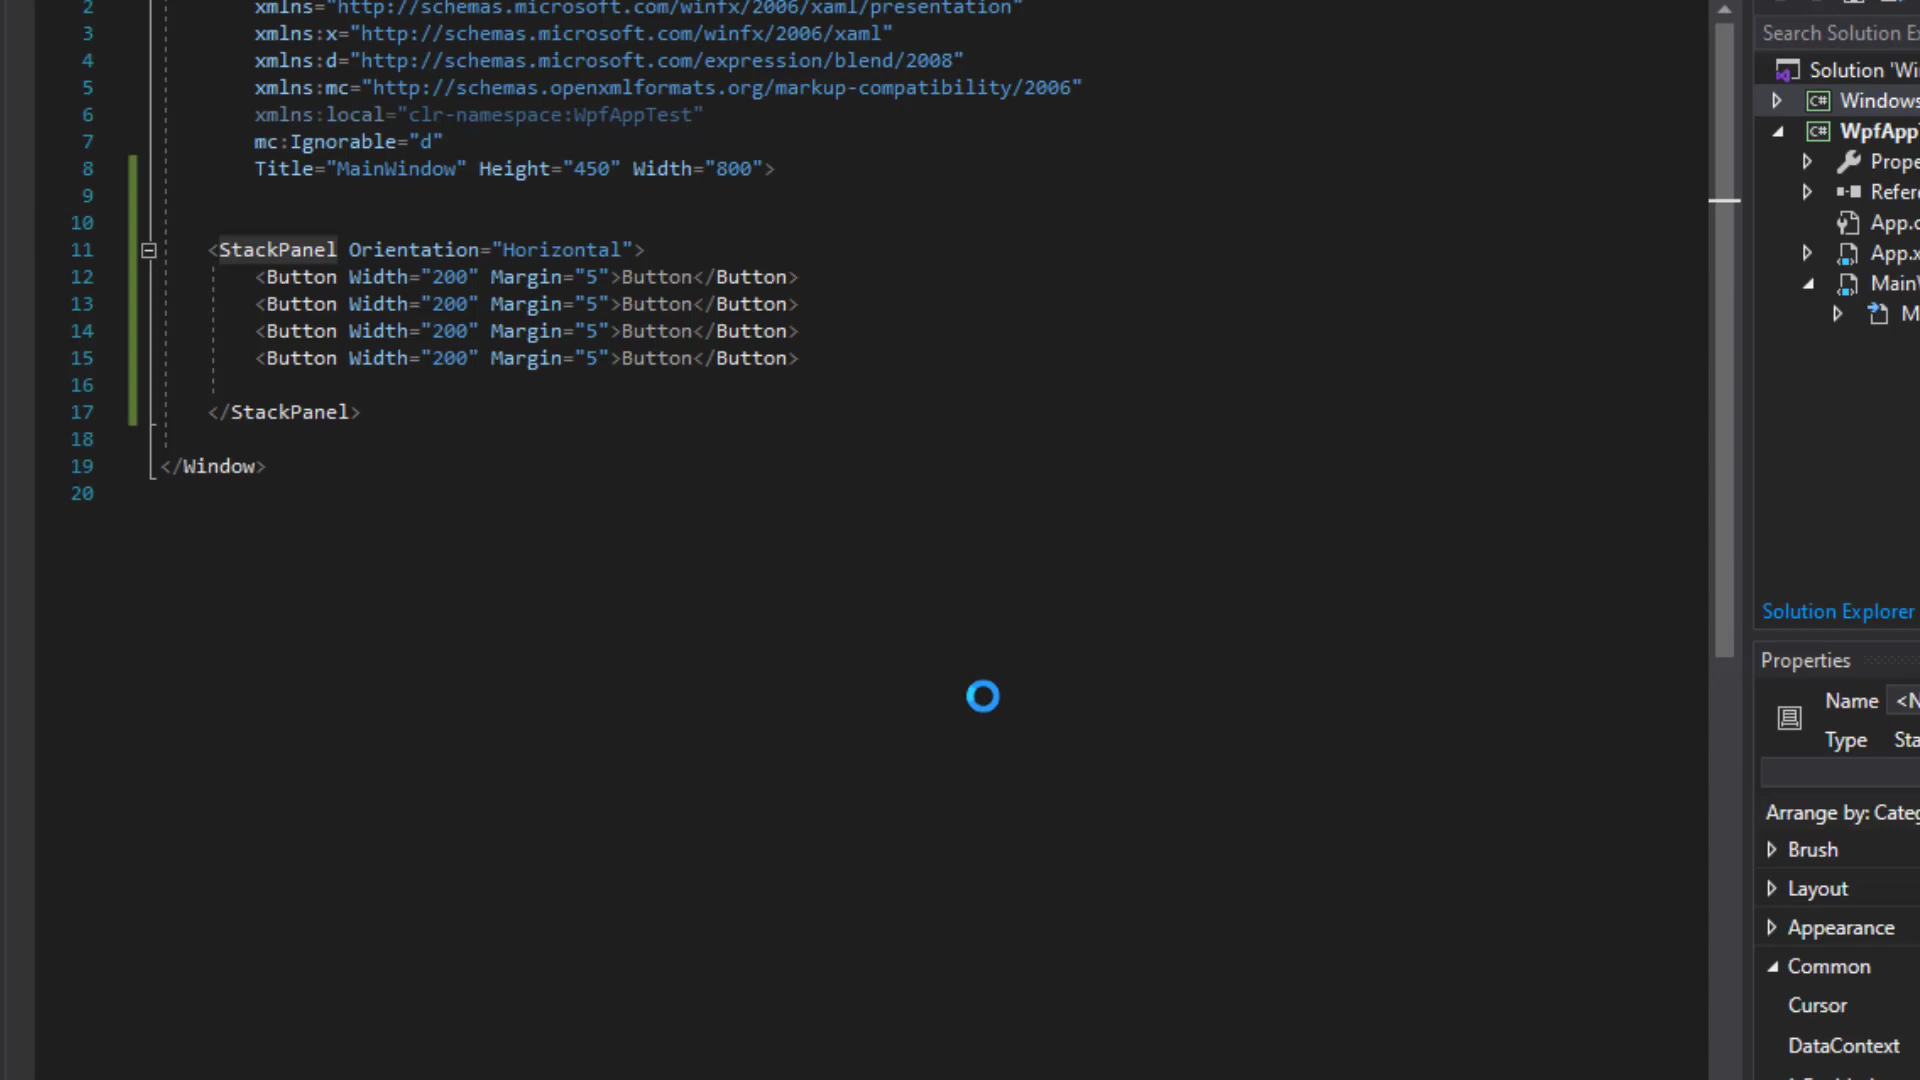 2 xmlns="http://schemas.microsoft.com/winfx/2006/xaml/presentation"
3 xmlns:x="http://schemas.microsoft.com/winfx/2006/xaml"
4 xmlns:d="http://schemas.microsoft.com/expression/blend/2008"
5 xmlns:mc="http://schemas.openxmlformats.org/markup-compatibility/2006"
6 xmlns:local="clr-namespace:WpfAppTest"
7 mc:Ignorable="d"
8 Title="MainWindow" Height="450" Width="800">
9
10
11 <StackPanel Orientation="Horizontal">
12 <Button Width="200" Margin="5">Button</Button>
13 <Button Width="200" Margin="5">Button</Button>
14 <Button Width="200" Margin="5">Button</Button>
15 <Button Width="200" Margin="5">Button</Button>
16
17 </StackPanel>
18
19 </Window>
20
Search Solution Ex
Solution 'Wi
C# Windows
C# WpfApp
Prope
Refere
App.c
App.x
Main
M
Solution Explorer
Properties
Name <N
Type Sta
Arrange by: Categ
Brush
Layout
Appearance
Common
Cursor
DataContext